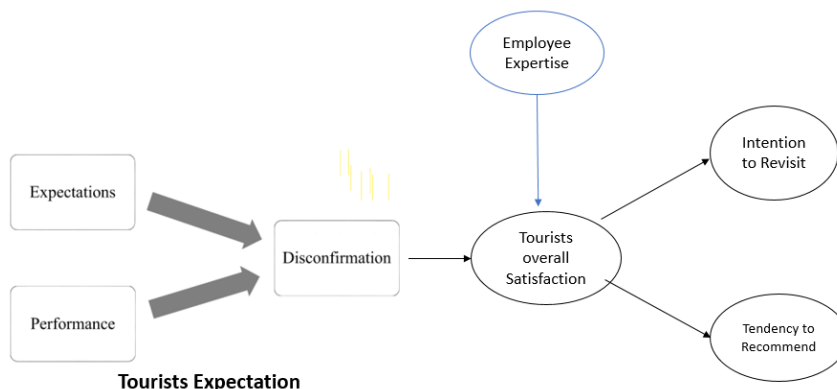 Employee
Expertise
Intention
to Revisit
Expectations
Tourists
overall
Satisfaction
Disconfirmation
Performance
Tendency to
Recommend
Tourists Expectation